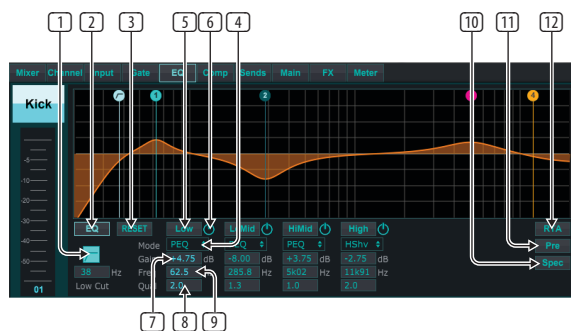 1 2 3 5 6 4 10 11 12
Mixer Channel Input Gate EQ Comp Sends Main FX Meter
Kick
1 2 4
-5
-10
-20
-30
-40
-50
01
EQ RESET Low LoMid HiMid High RTA
Mode PEQ PEQ PEQ HShv Pre
Gain +4.75 dB -8.00 dB +3.75 dB -2.75 dB
Spec
38 Hz Freq 62.5 285.8 Hz 5k02 Hz 11k91 Hz
Low Cut Qual 2.0 1.3 1.0 2.0
7 8 9